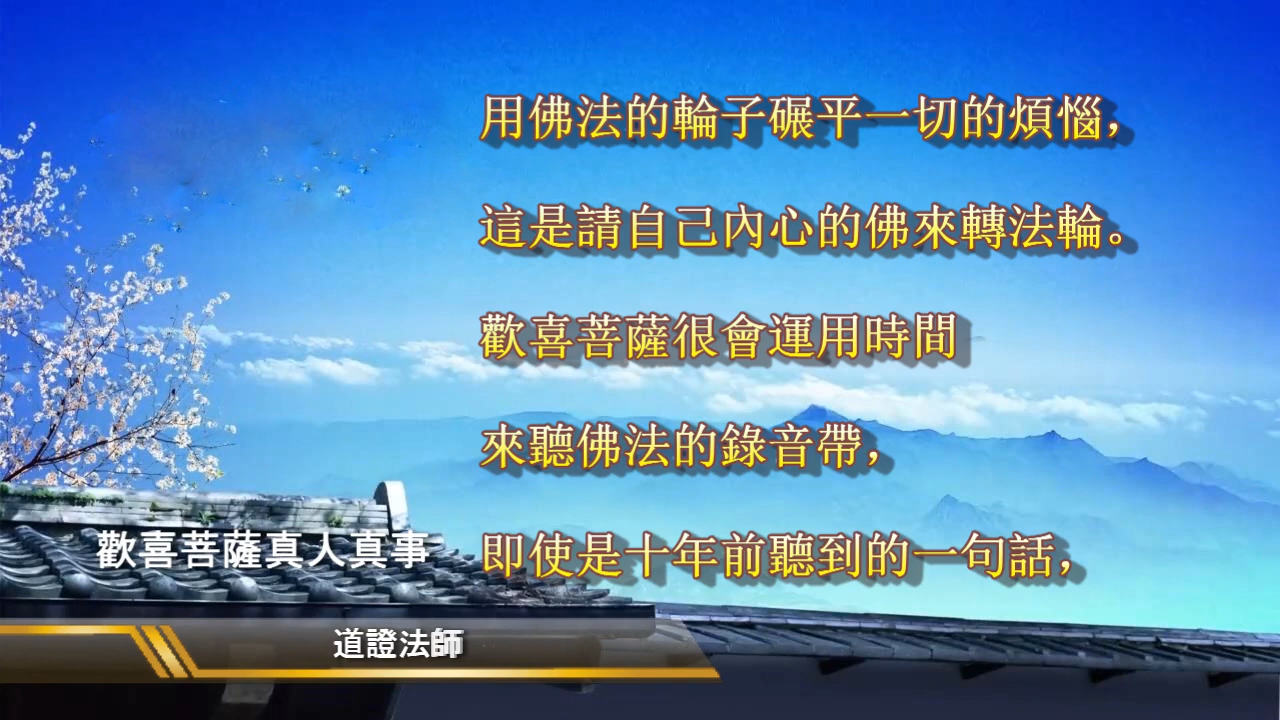 用佛法的輪子碾平一切的煩惱，
這是請自己內心的佛來轉法輪。
歡喜菩薩很會運用時間
來聽佛法的錄音帶，
即使是十年前聽到的一句話，
歡喜菩薩真人真事
道證法師